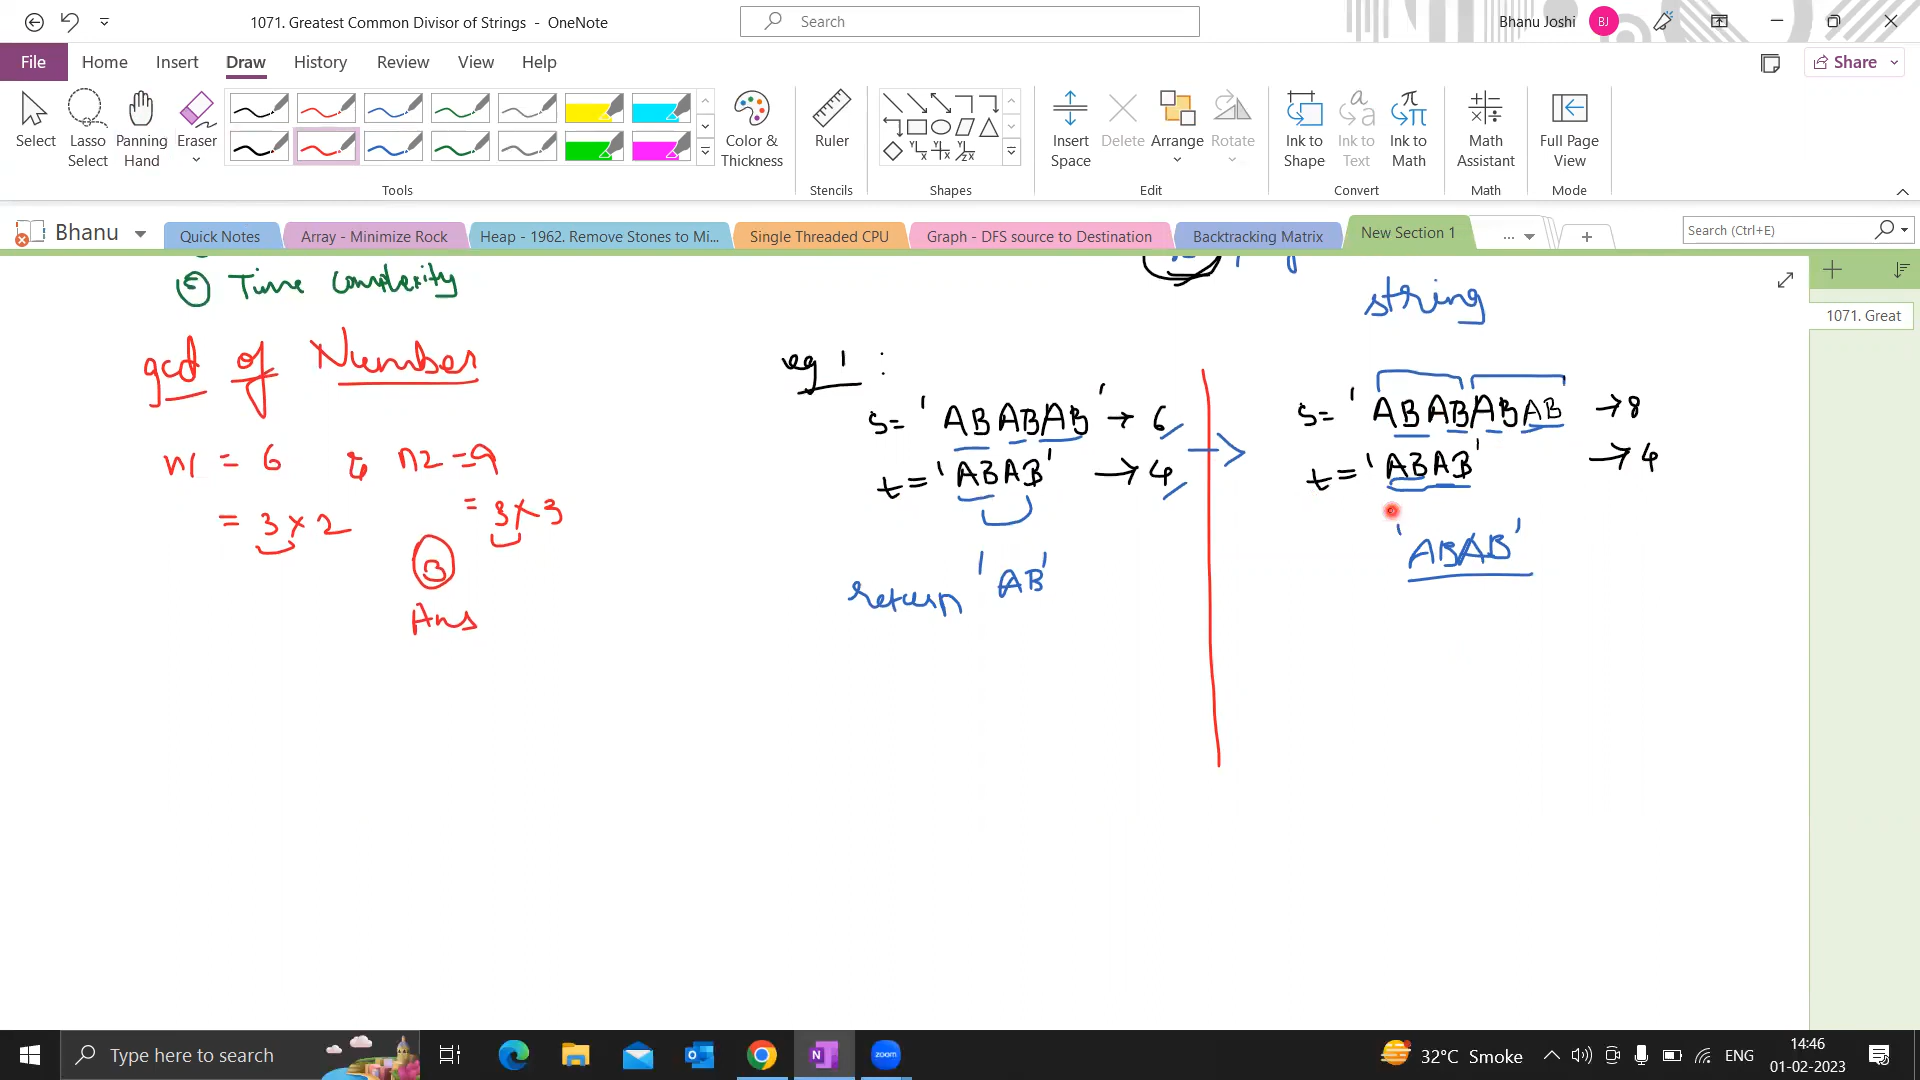 1071. Greatest Common Divisor of Strings - OneNote
Search
Bhanu Joshi
BJ
File Home Insert Draw History Review View Help
Share
Select
Lasso Select
Panning Hand
Eraser
Color & Thickness
Ruler
Insert Space
Delete
Arrange
Rotate
Ink to Shape
Ink to Text
Ink to Math
Math Assistant
Full Page View
Tools
Stencils
Shapes
Edit
Convert
Math
Mode
Bhanu
Quick Notes
Array - Minimize Rock
Heap - 1962. Remove Stones to Mi...
Single Threaded CPU
Graph - DFS source to Destination
Backtracking Matrix
New Section 1
...
Search (Ctrl+E)
1071. Great
Time Complexity
string
gcd of Number
n1 = 6 & n2 = 9
= 3 × 2
= 3 × 3
3
Ans
eg 1 :
s= 'ABABAB' → 6
t= 'ABAB' → 4
return 'AB'
s= 'ABABABAB → 8
t= 'ABAB' → 4
'ABAB'
Type here to search
zoom
32°C Smoke
ENG
14:46
01-02-2023